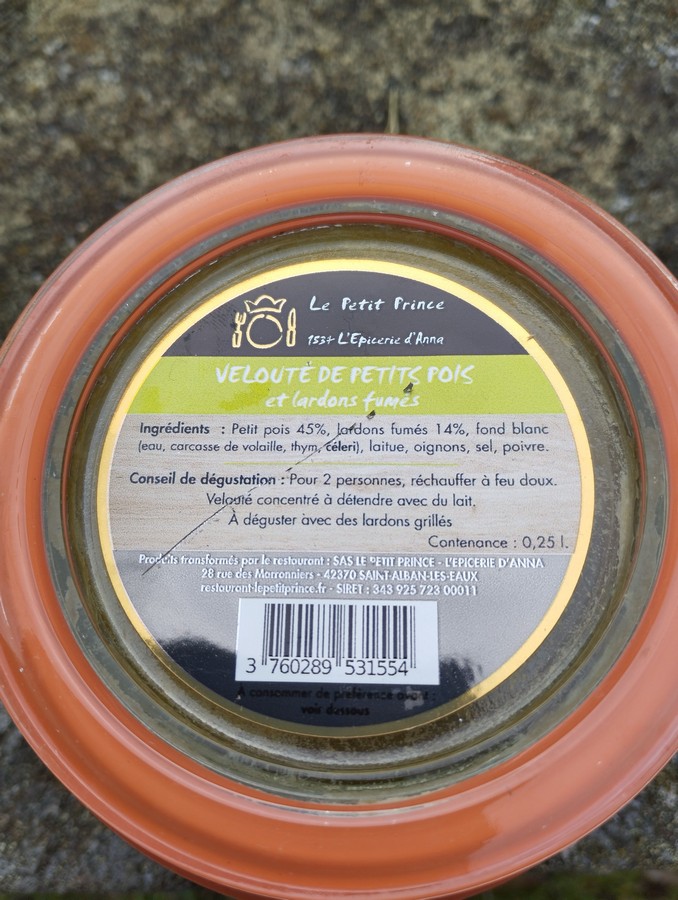 Le Petit Prince
1537 L'Epicerie d'Anna
VELOUTÉ DE PETITS POIS
et lardons fumés
Ingrédients : Petit pois 45%, lardons fumés 14%, fond blanc
(eau, carcasse de volaille, thym, céleri), laitue, oignons, sel, poivre.
Conseil de dégustation : Pour 2 personnes, réchauffer à feu doux.
Velouté concentré à détendre avec du lait.
À déguster avec des lardons grillés
Contenance : 0,25 l.
Produits transformés par le restaurant : SAS LE PETIT PRINCE - L'EPICERIE D'ANNA
28 rue des Marronniers - 42370 SAINT-ALBAN-LES-EAUX
restaurant-lepetitprince.fr - SIRET : 343 925 723 00011
3 760289 531554
À consommer de préférence avant :
voir dessous